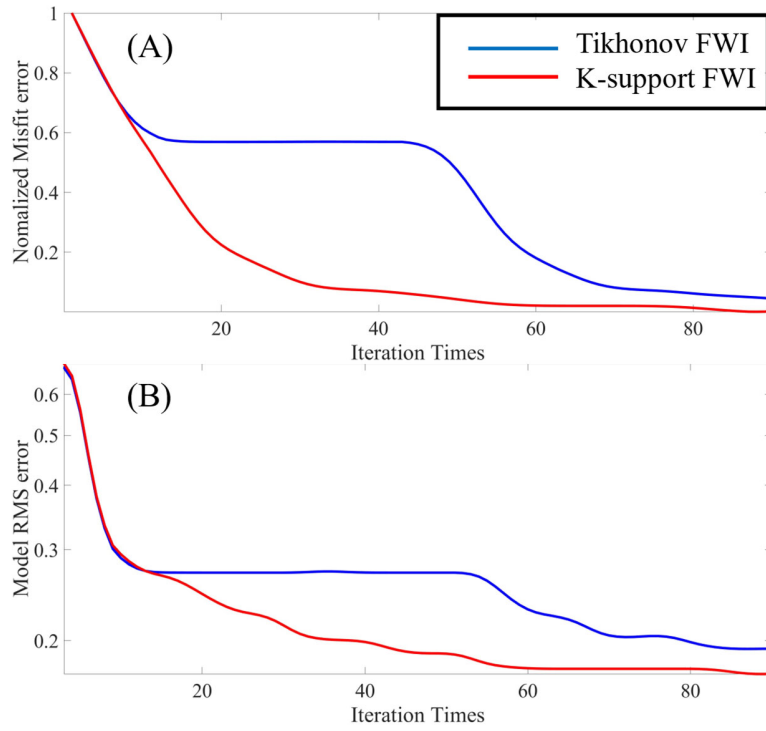 1
(A)
Tikhonov FWI
K-support FWI
0.8
0.6
0.4
0.2
Nomalized Misfit error
20
40
60
80
Iteration Times
(B)
0.6
0.5
0.4
0.3
0.2
Model RMS error
20
40
60
80
Iteration Times